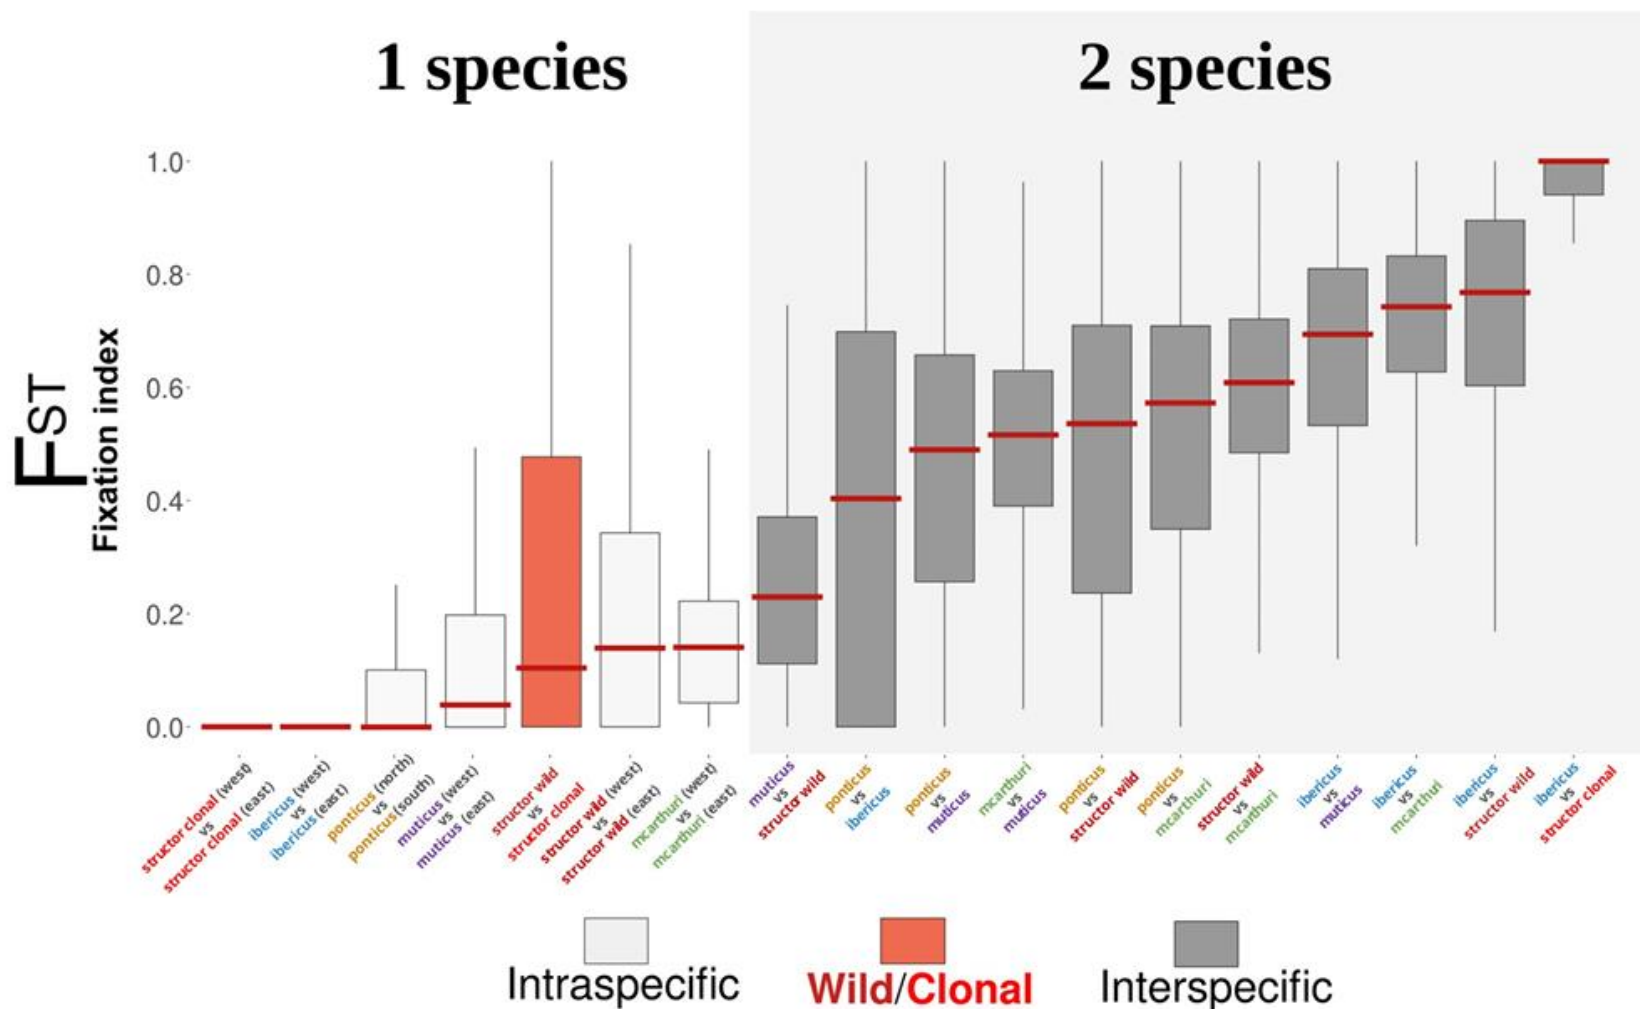 1 species
2 species
FST
Fixation index
1.0
0.8
0.6
0.4
0.2
0.0
structor clonal (west)
vs
structor clonal (east)
ibericus (west)
vs
ibericus (east)
ponticus (north)
vs
ponticus (south)
muticus (west)
vs
muticus (east)
structor wild
vs
structor clonal
structor wild (west)
vs
structor wild (east)
mcarthuri (west)
vs
mcarthuri (east)
muticus
vs
structor wild
ponticus
vs
ibericus
ponticus
vs
muticus
mcarthuri
vs
muticus
ponticus
vs
structor wild
ponticus
vs
mcarthuri
structor wild
vs
mcarthuri
ibericus
vs
muticus
ibericus
vs
mcarthuri
ibericus
vs
structor wild
ibericus
vs
structor clonal
Intraspecific
Wild/Clonal
Interspecific